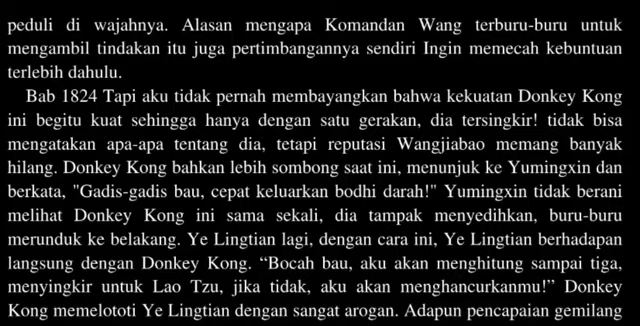 peduli di wajahnya. Alasan mengapa Komandan Wang terburu-buru untuk
mengambil tindakan itu juga pertimbangannya sendiri Ingin memecah kebuntuan
terlebih dahulu.
Bab 1824 Tapi aku tidak pernah membayangkan bahwa kekuatan Donkey Kong
ini begitu kuat sehingga hanya dengan satu gerakan, dia tersingkir! tidak bisa
mengatakan apa-apa tentang dia, tetapi reputasi Wangjiabao memang banyak
hilang. Donkey Kong bahkan lebih sombong saat ini, menunjuk ke Yumingxin dan
berkata, "Gadis-gadis bau, cepat keluarkan bodhi darah!" Yumingxin tidak berani
melihat Donkey Kong ini sama sekali, dia tampak menyedihkan, buru-buru
merunduk ke belakang. Ye Lingtian lagi, dengan cara ini, Ye Lingtian berhadapan
langsung dengan Donkey Kong. “Bocah bau, aku akan menghitung sampai tiga,
menyingkir untuk Lao Tzu, jika tidak, aku akan menghancurkanmu!” Donkey
Kong memelototi Ye Lingtian dengan sangat arogan. Adapun pencapaian gemilang